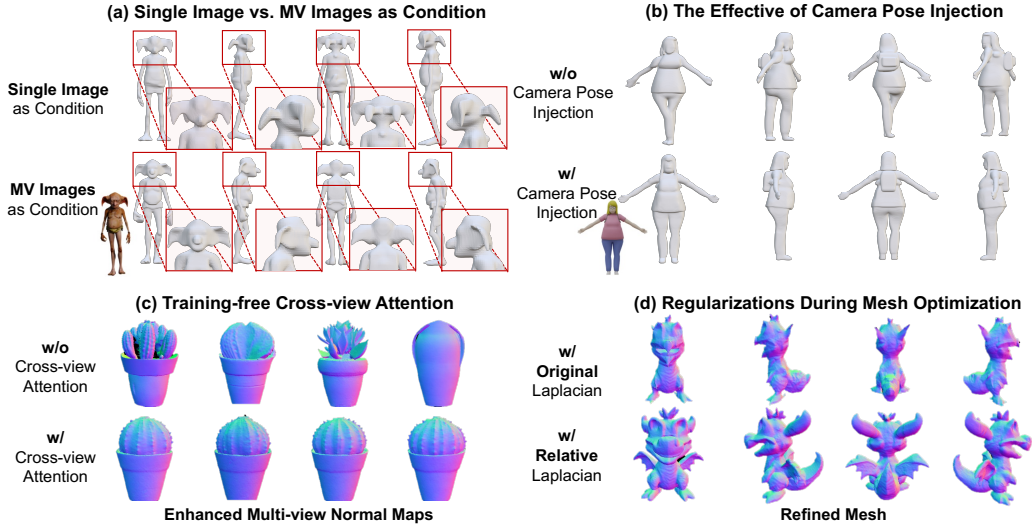 (a) Single Image vs. MV Images as Condition
Single Image
as Condition
MV Images
as Condition
(b) The Effective of Camera Pose Injection
w/o
Camera Pose
Injection
w/
Camera Pose
Injection
(c) Training-free Cross-view Attention
w/o
Cross-view
Attention
w/
Cross-view
Attention
Enhanced Multi-view Normal Maps
(d) Regularizations During Mesh Optimization
w/
Original
Laplacian
w/
Relative
Laplacian
Refined Mesh